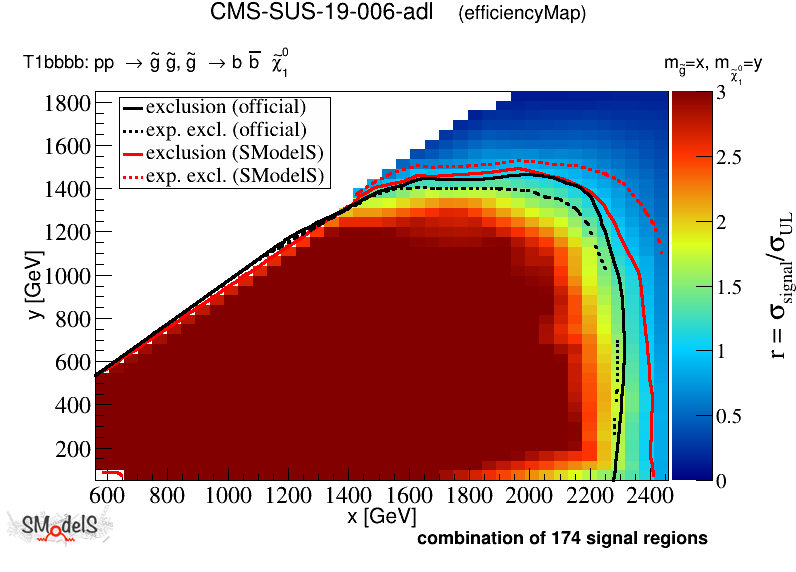 CMS-SUS-19-006-adl (efficiencyMap)
T1bbbb: pp → g̃ g̃, g̃ → b b̅ χ̃₁⁰
m_g̃=x, m_χ̃₁⁰=y
exclusion (official)
exp. excl. (official)
exclusion (SModelS)
exp. excl. (SModelS)
1800
1600
1400
1200
1000
800
600
400
200
y [GeV]
600 800 1000 1200 1400 1600 1800 2000 2200 2400
x [GeV]
3
2.5
2
1.5
1
0.5
0
r = σ_signal/σ_UL
SModelS
combination of 174 signal regions